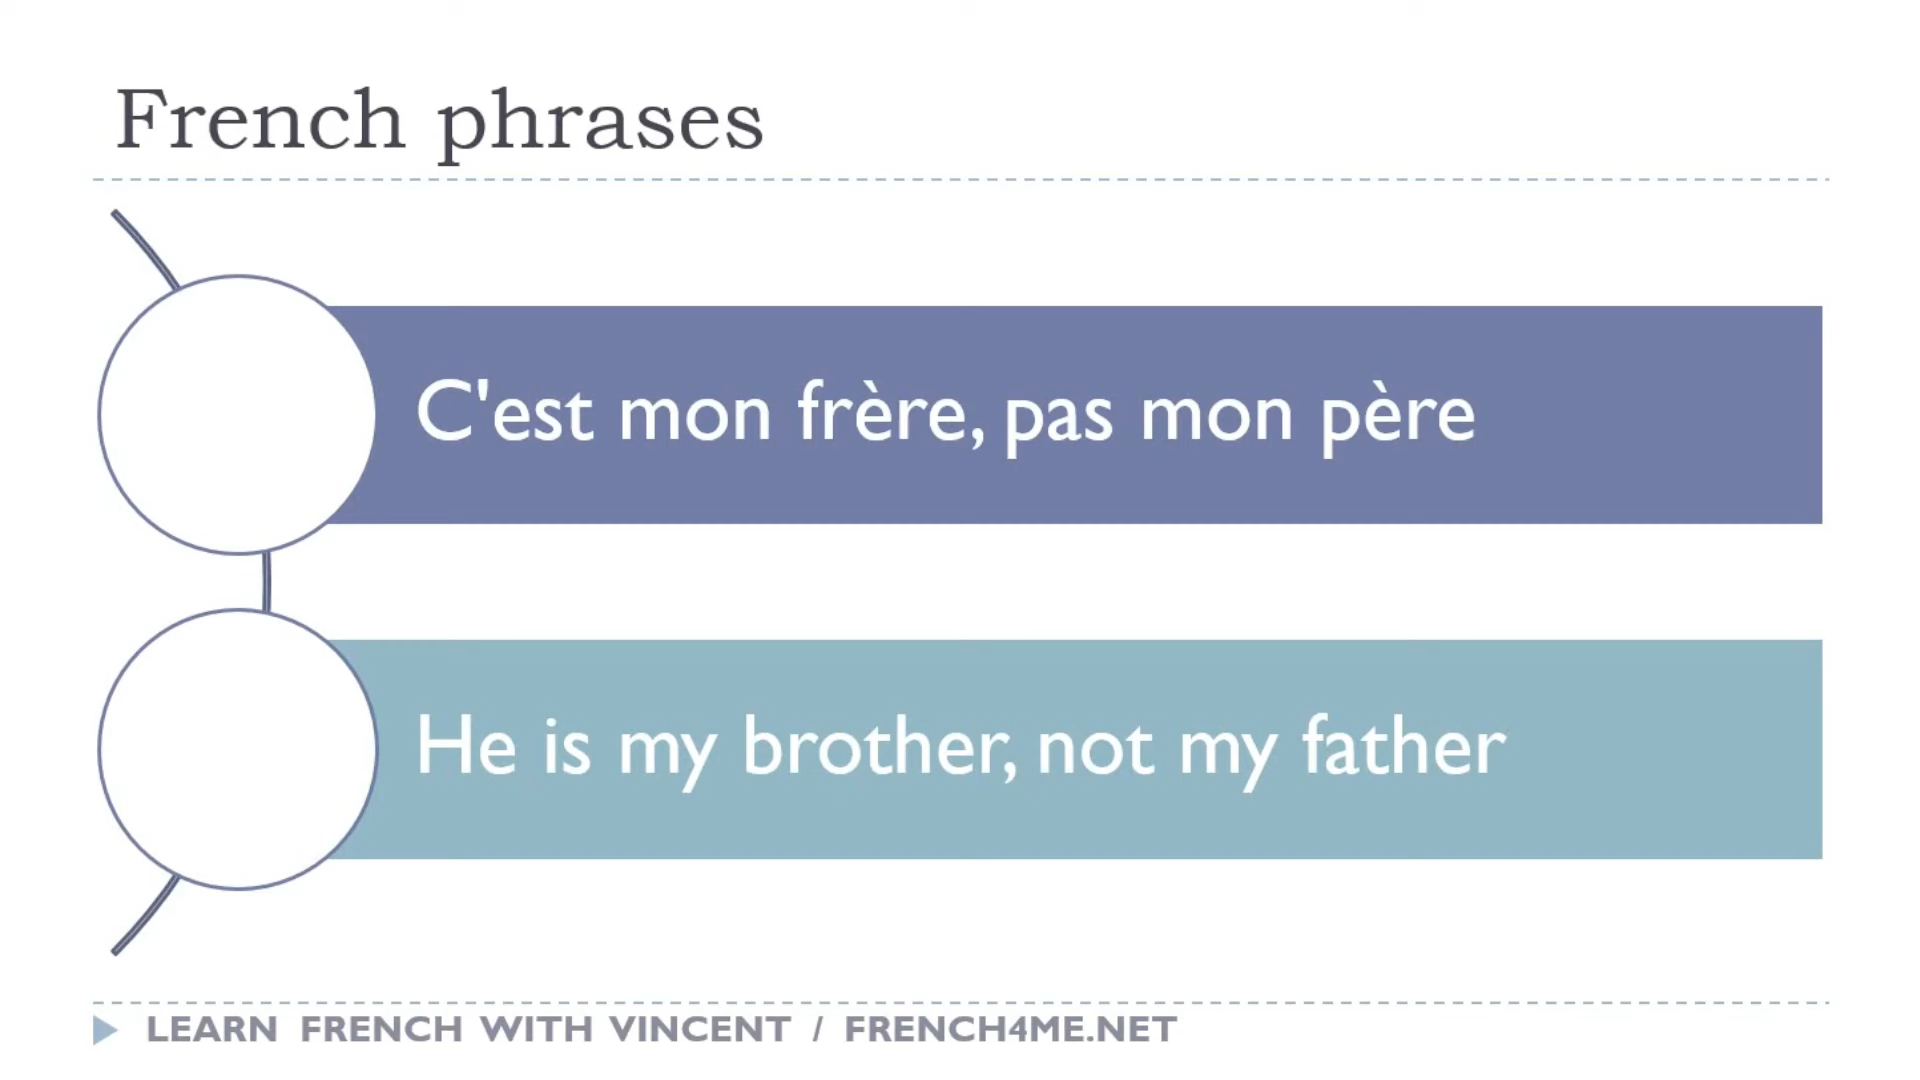 French phrases
C'est mon frère, pas mon père
He is my brother, not my father
LEARN FRENCH WITH VINCENT / FRENCH4ME.NET